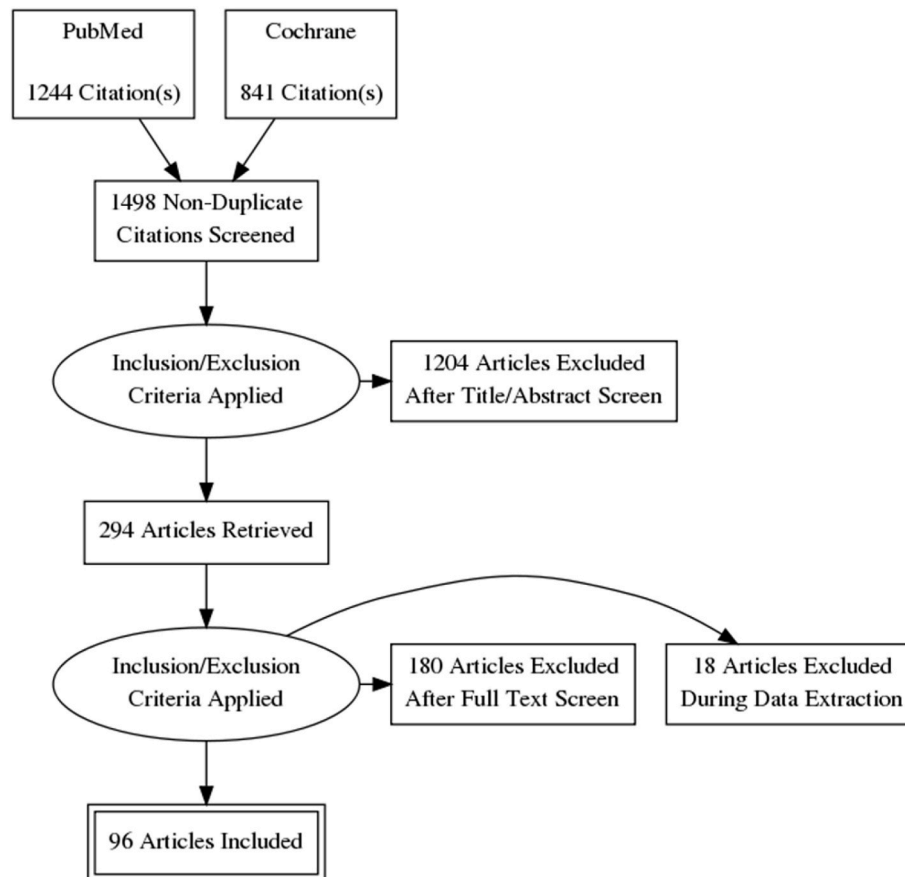 PubMed
1244 Citation(s)
Cochrane
841 Citation(s)
1498 Non-Duplicate
Citations Screened
Inclusion/Exclusion
Criteria Applied
1204 Articles Excluded
After Title/Abstract Screen
294 Articles Retrieved
Inclusion/Exclusion
Criteria Applied
180 Articles Excluded
After Full Text Screen
18 Articles Excluded
During Data Extraction
96 Articles Included